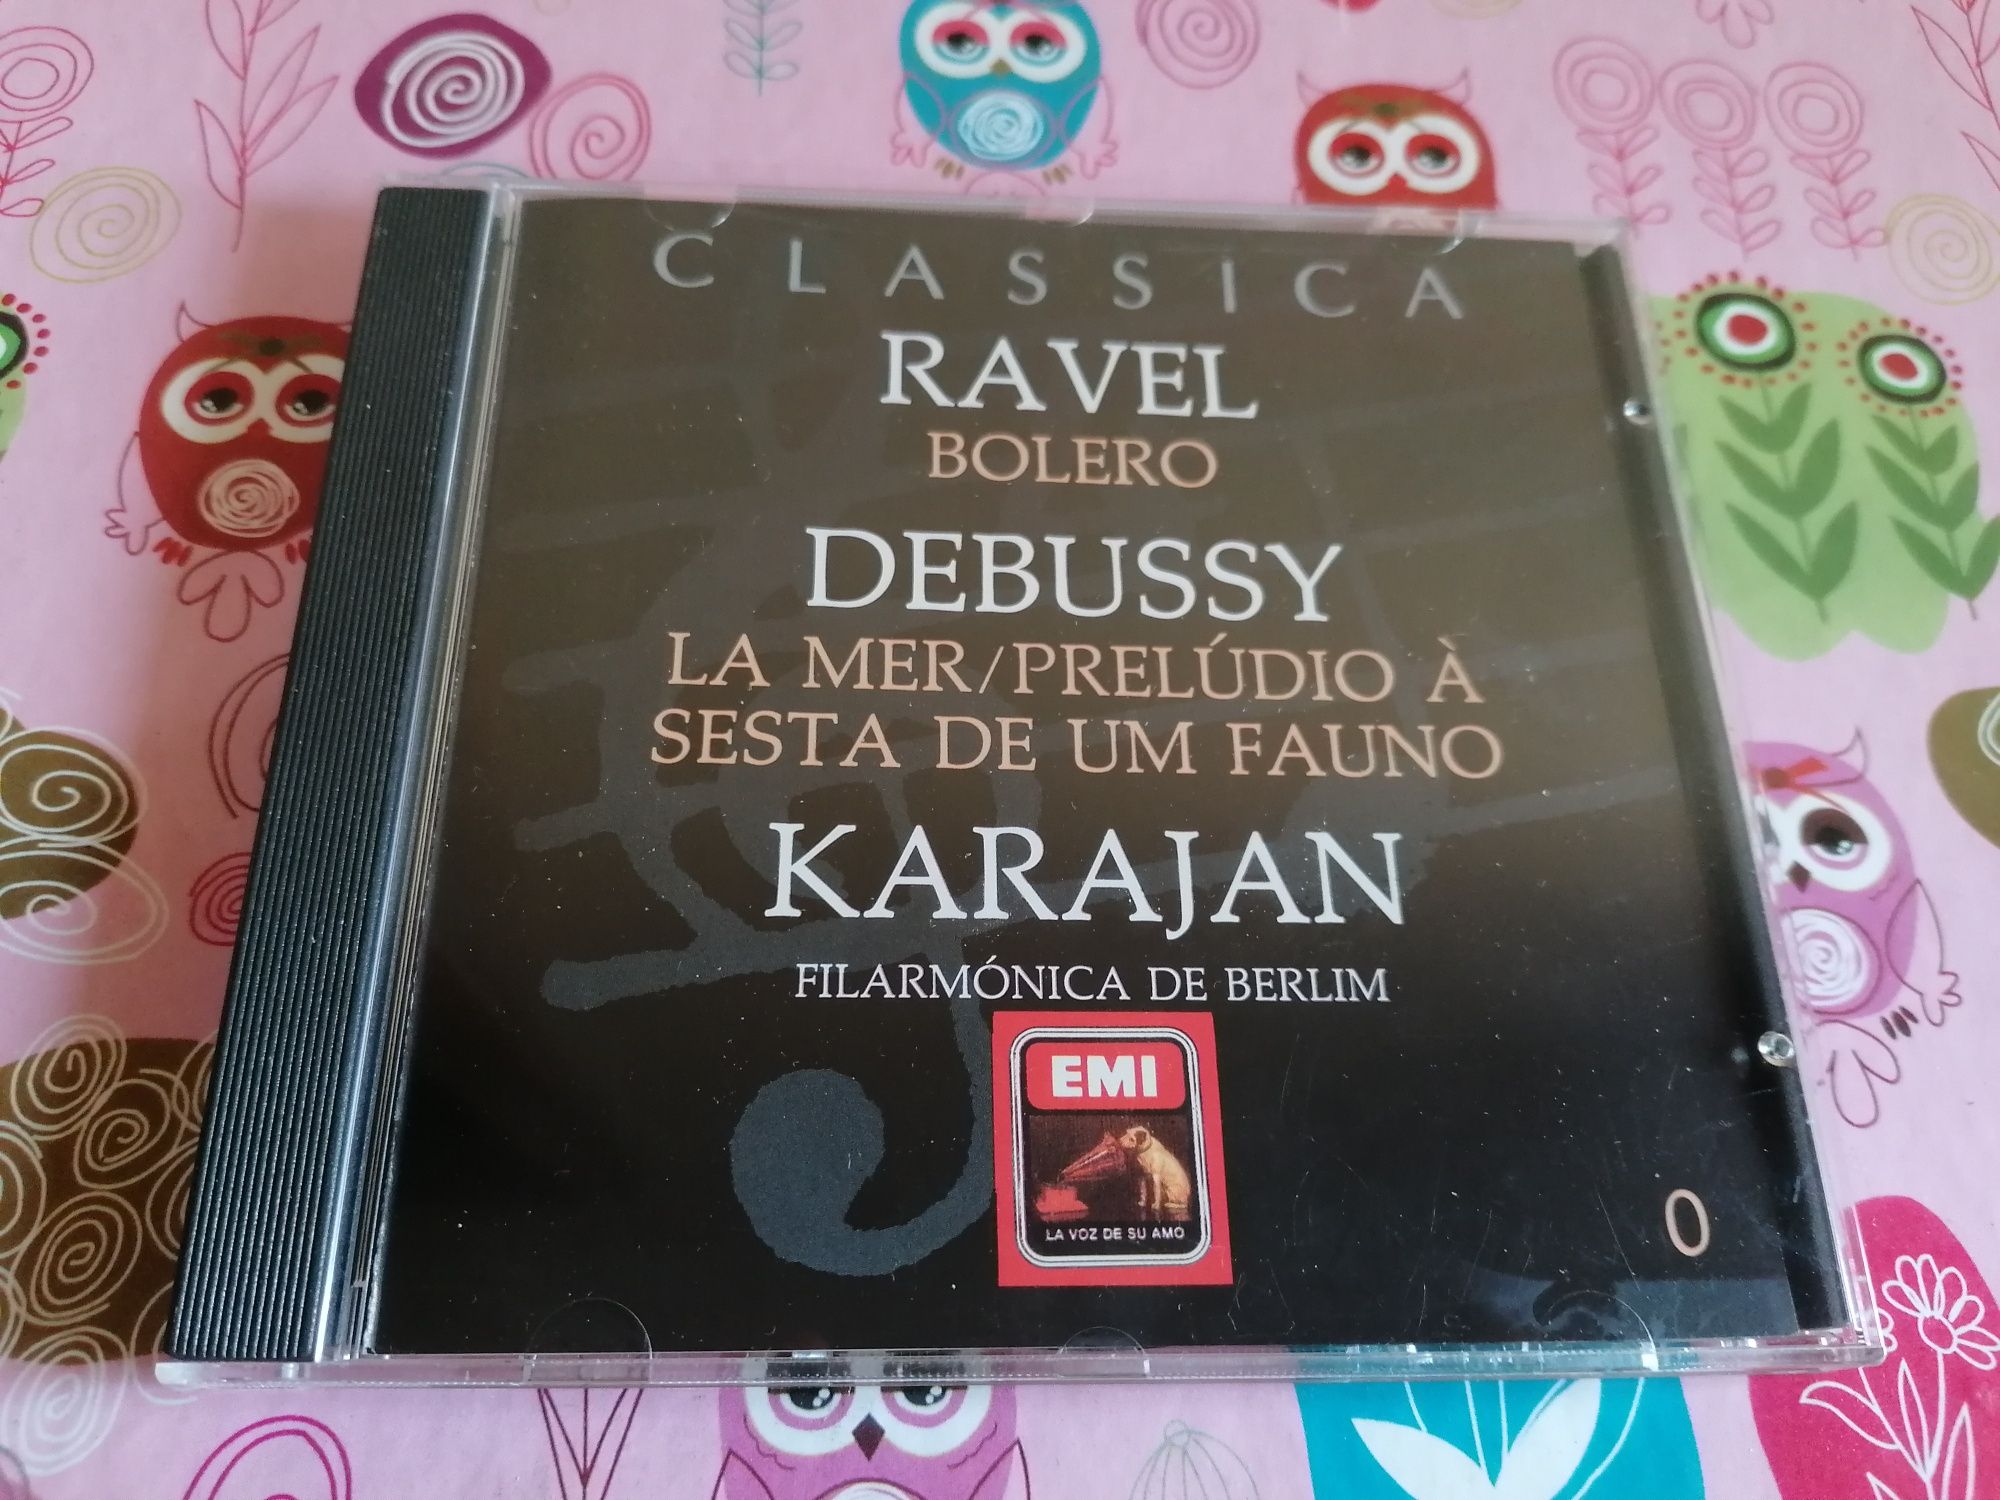 CLASSICA
RAVEL
BOLERO
DEBUSSY
LA MER/PRELÚDIO À
SESTA DE UM FAUNO
KARAJAN
FILARMÓNICA DE BERLIM
EMI
LA VOZ DE SU AMO
0